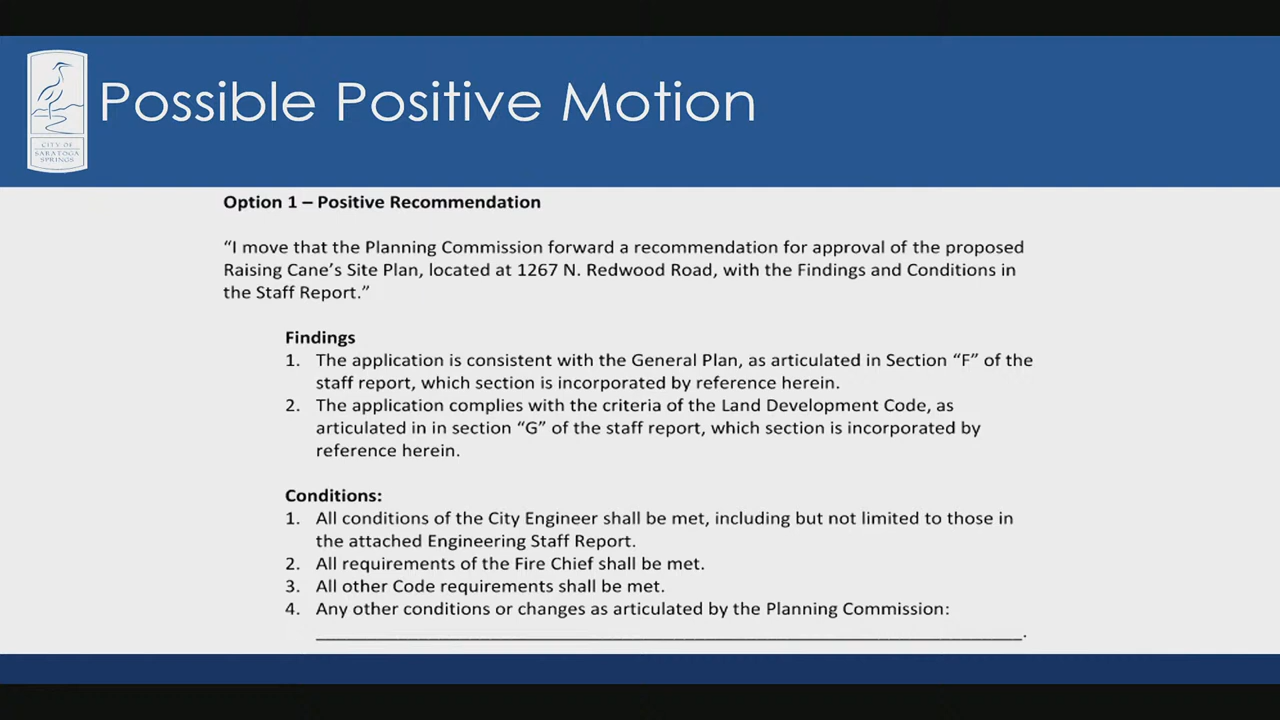 Possible Positive Motion
CITY OF
SARATOGA
SPRINGS
Option 1 – Positive Recommendation
“I move that the Planning Commission forward a recommendation for approval of the proposed
Raising Cane’s Site Plan, located at 1267 N. Redwood Road, with the Findings and Conditions in
the Staff Report.”
Findings
1. The application is consistent with the General Plan, as articulated in Section “F” of the
staff report, which section is incorporated by reference herein.
2. The application complies with the criteria of the Land Development Code, as
articulated in in section “G” of the staff report, which section is incorporated by
reference herein.
Conditions:
1. All conditions of the City Engineer shall be met, including but not limited to those in
the attached Engineering Staff Report.
2. All requirements of the Fire Chief shall be met.
3. All other Code requirements shall be met.
4. Any other conditions or changes as articulated by the Planning Commission:
______________________________________________________________________.